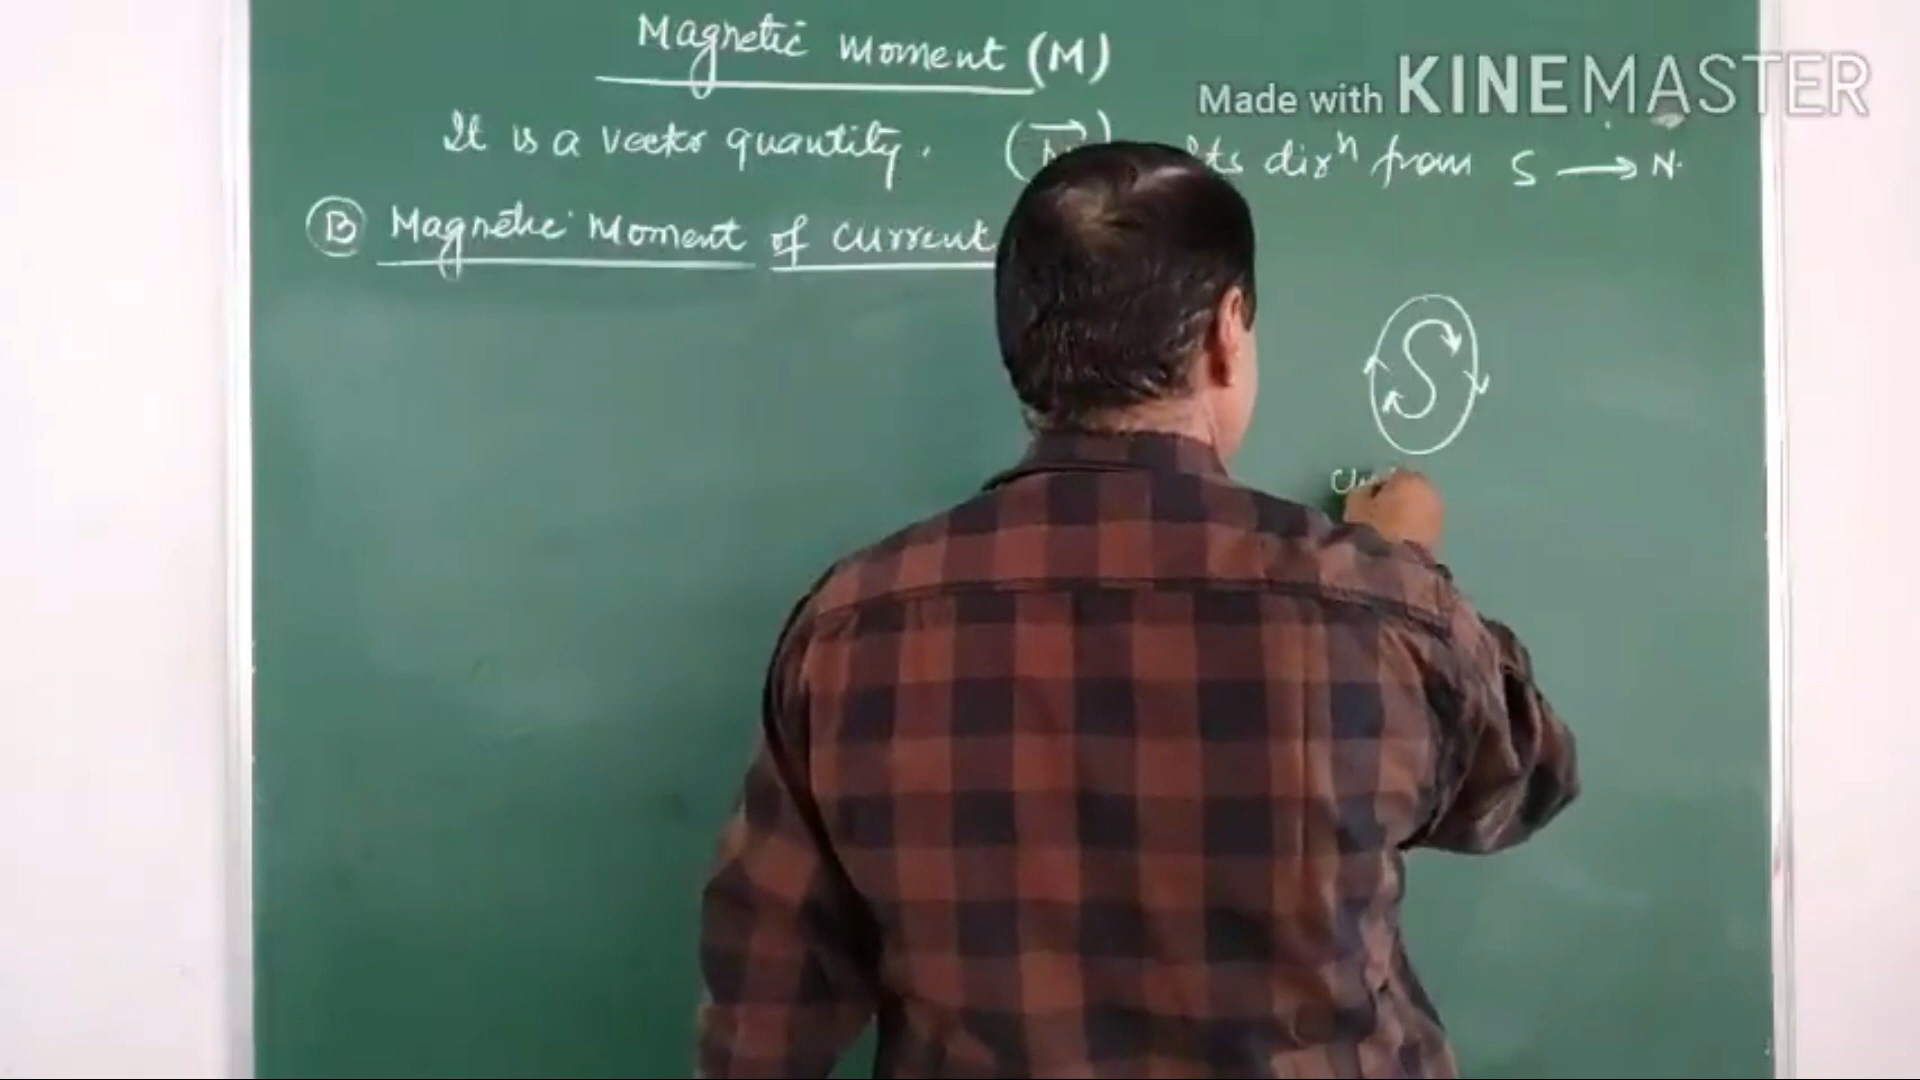 Magnetic Moment (M)
Made with KINEMASTER
It is a vector quantity. Its dirⁿ from S → N.
B Magnetic Moment of current
S